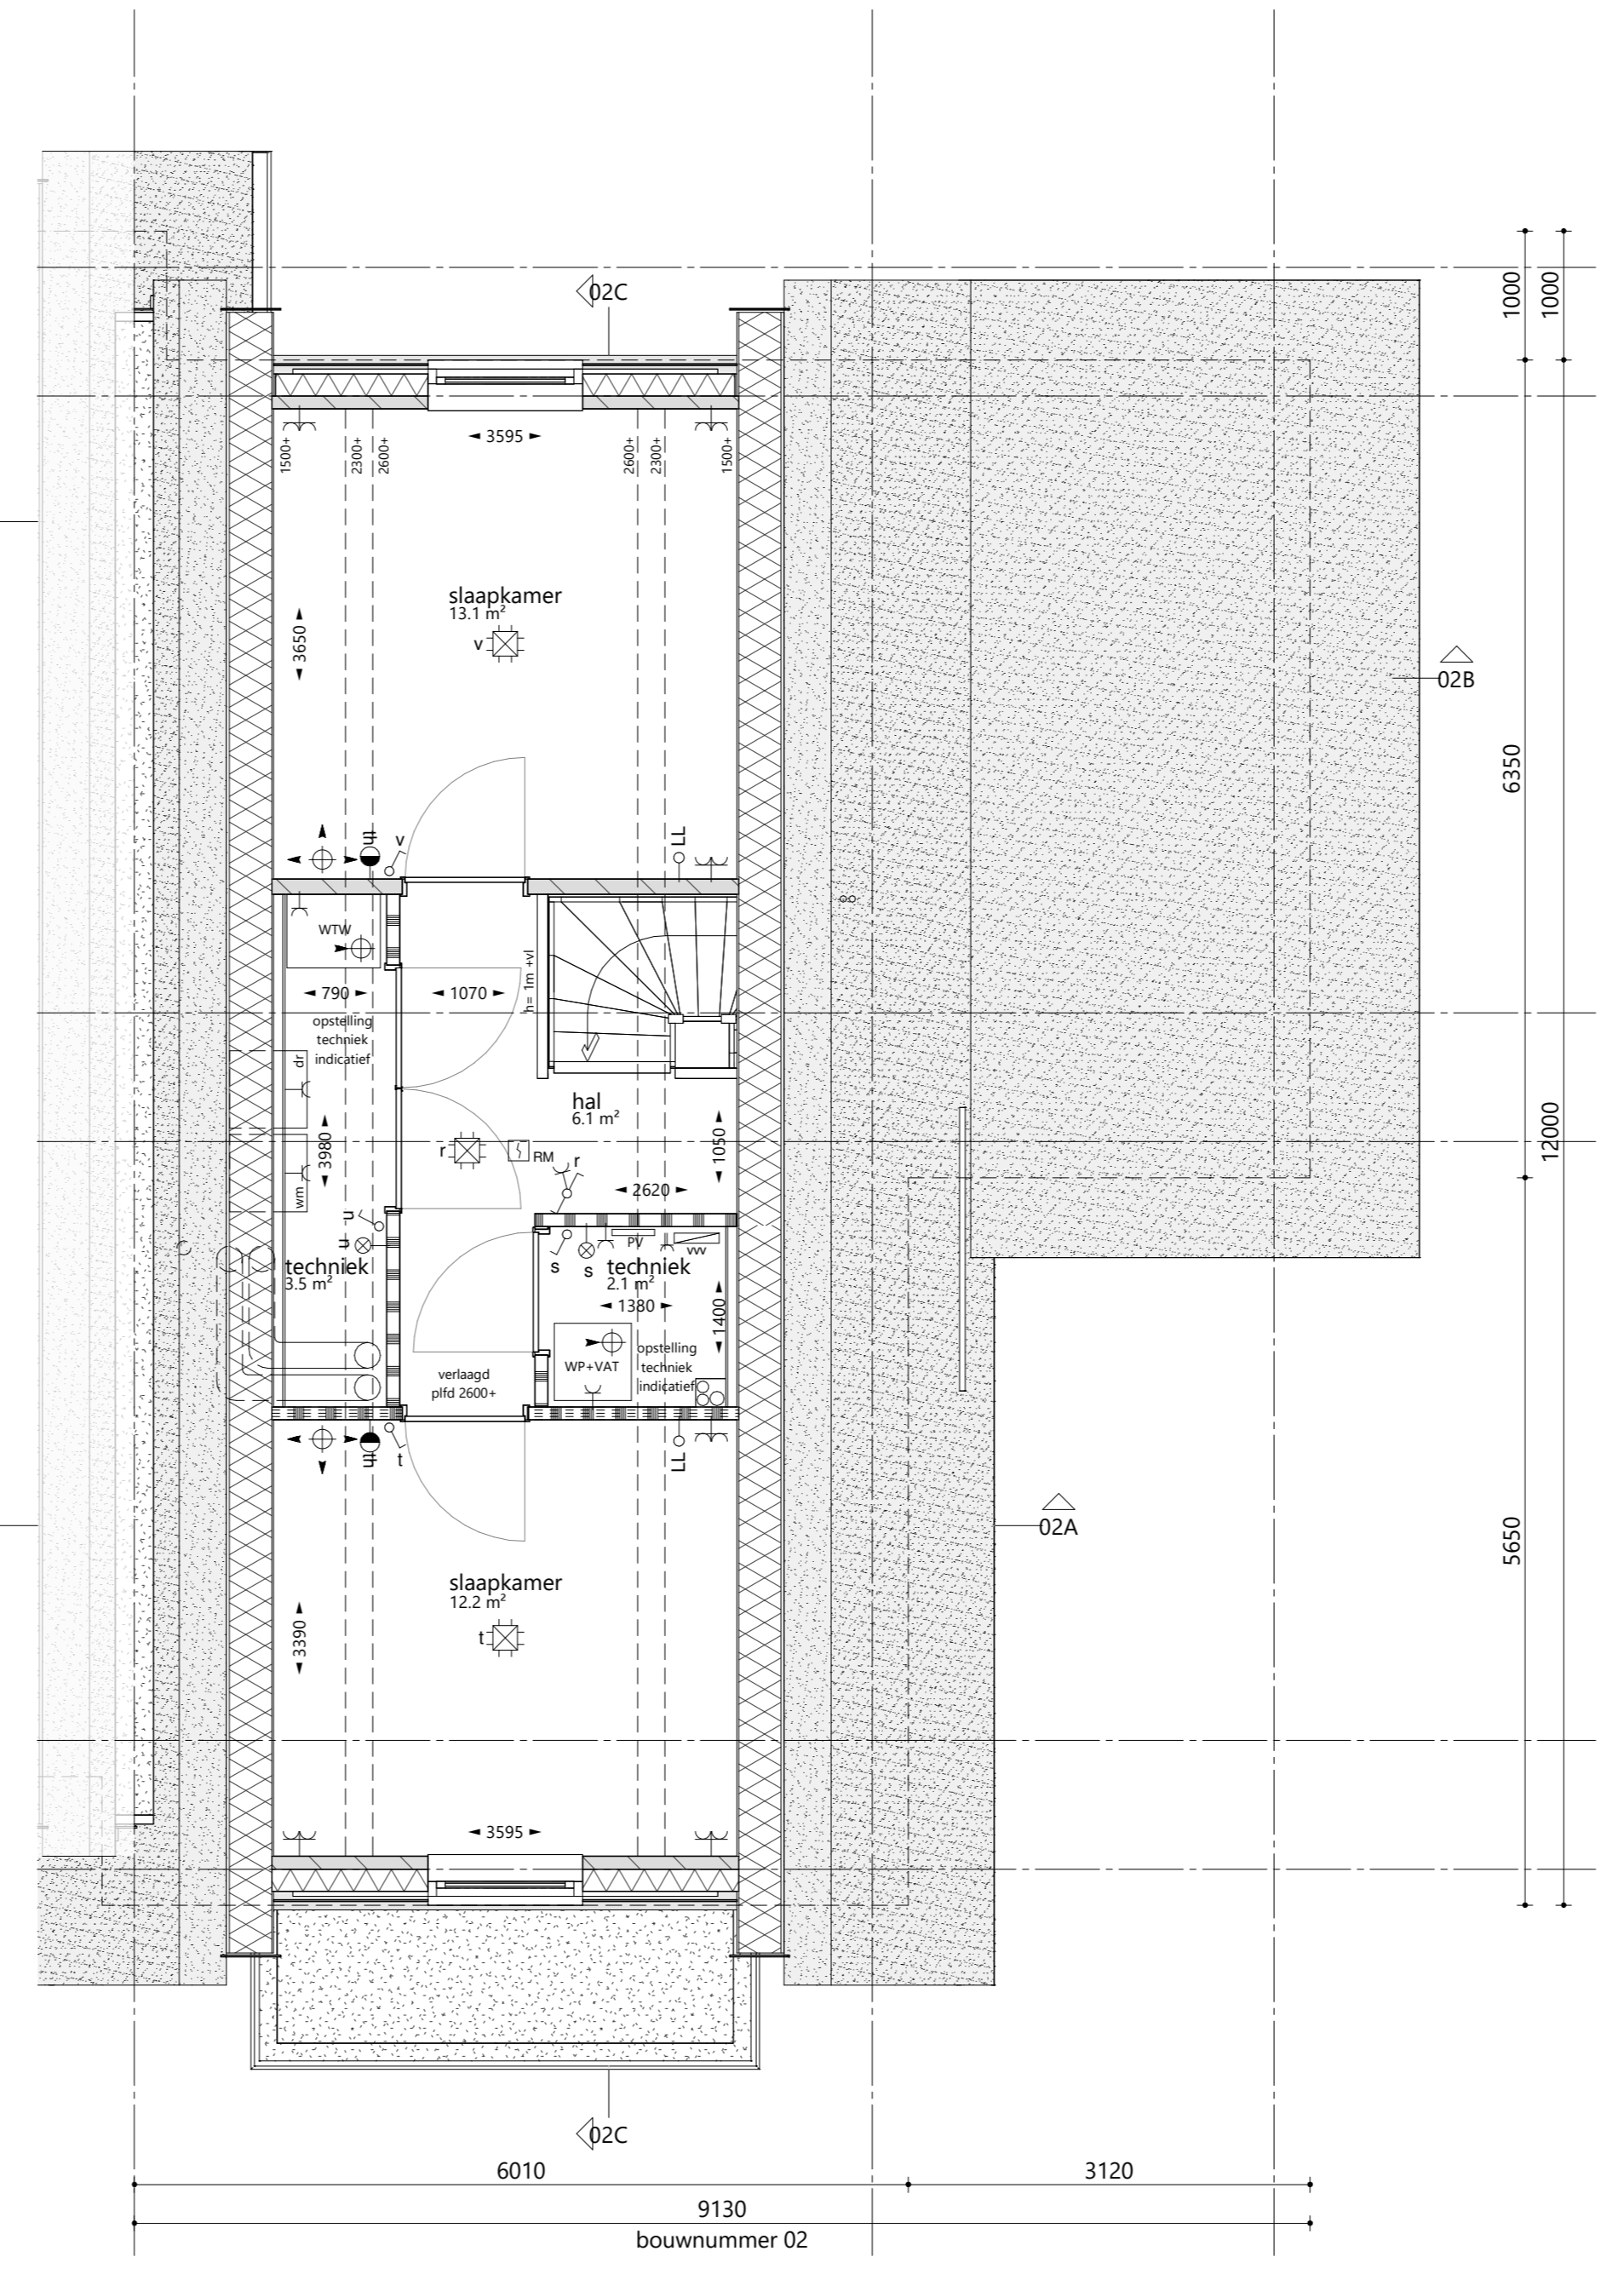 02C
1000
1000
3595
1500+
2300+
2600+
2600+
2300+
1500+
slaapkamer
13.1 m²
v
3650
02B
6350
th
v
LL
WTW
790
1070
h= 1m +vl
opstelling
techniek
indicatief
dr
hal
6.1 m²
3980
r
RM
r
1050
12000
wm
2620
u
u
PV
vvv
s
s
techniek
3.5 m²
techniek
2.1 m²
1380
1400
opstelling
techniek
indicatief
WP+VAT
verlaagd
plfd 2600+
th
t
LL
02A
5650
slaapkamer
12.2 m²
t
3390
3595
02C
6010
3120
9130
bouwnummer 02